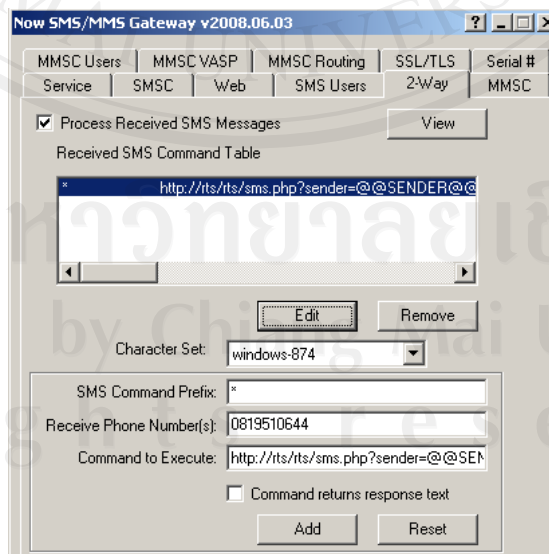 Now SMS/MMS Gateway v2008.06.03
MMSC Users MMSC VASP MMSC Routing SSL/TLS Serial #
Service SMSC Web SMS Users 2-Way MMSC
Process Received SMS Messages View
Received SMS Command Table
* http://rts/rts/sms.php?sender=@@SENDER@@
Edit Remove
Character Set: windows-874
SMS Command Prefix: *
Receive Phone Number(s): 0819510644
Command to Execute: http://rts/rts/sms.php?sender=@@SEN
Command returns response text
Add Reset
by Chiang Mai U